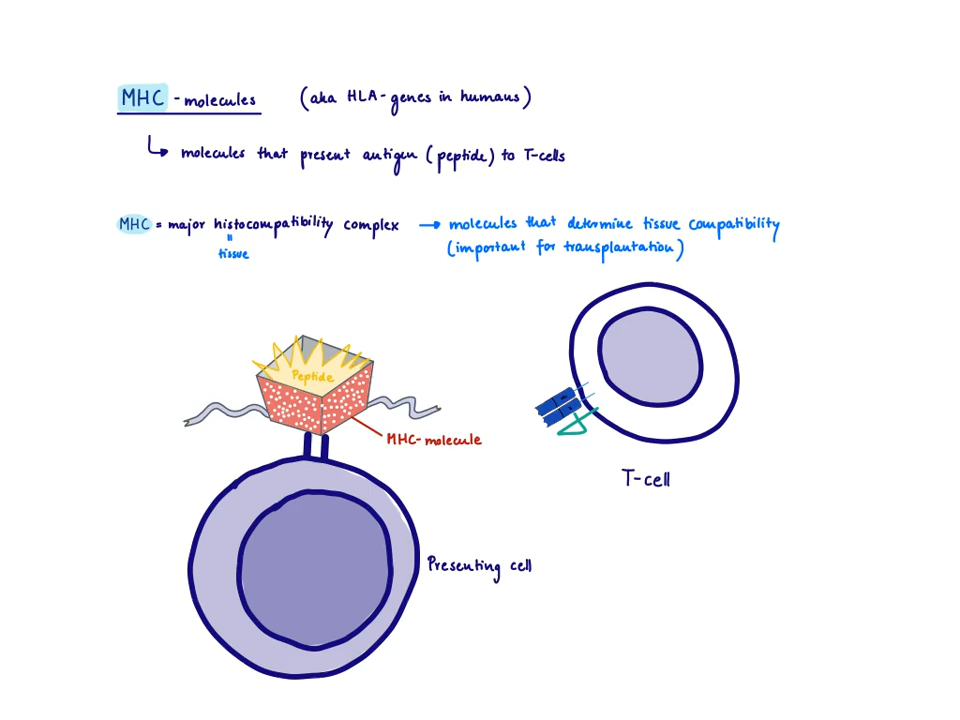 MHC - molecules (aka HLA-genes in humans)
↳ molecules that present antigen (peptide) to T-cells
MHC = major histocompatibility complex → molecules that determine tissue compatibility
(important for transplantation)
=
tissue
Peptide
MHC-molecule
T-cell
Presenting cell